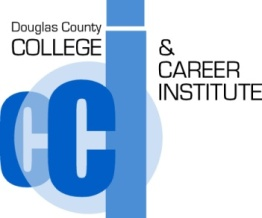 Douglas County
COLLEGE &
CAREER
INSTITUTE
CCi